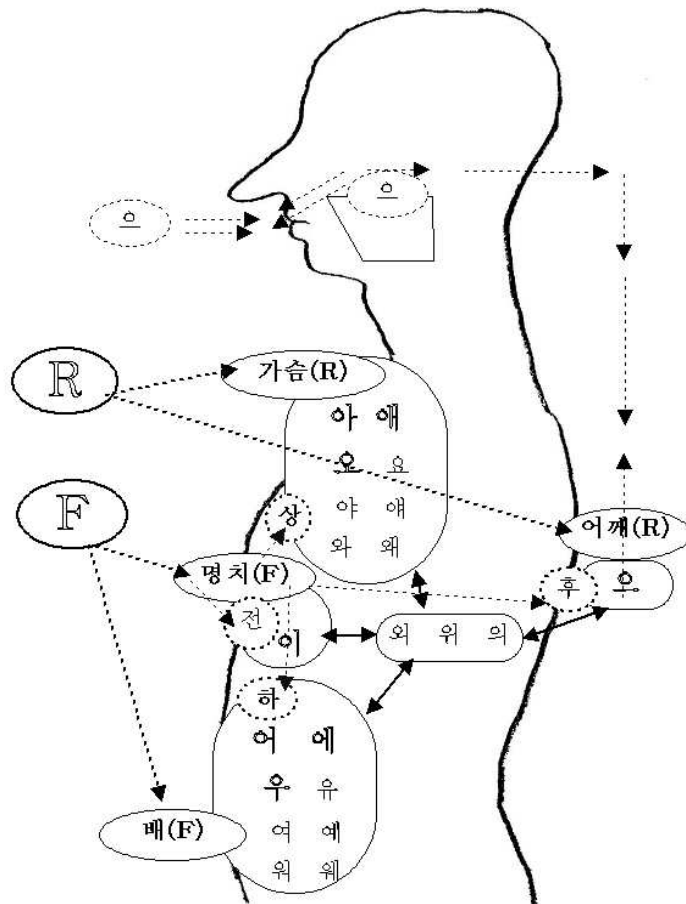 으
으
R
가슴(R)
아 애
오 요
야 얘
와 왜
F
상
어깨(R)
명치(F)
후
전
이
외 위 의
하
어 에
우 유
여 예
워 웨
배(F)